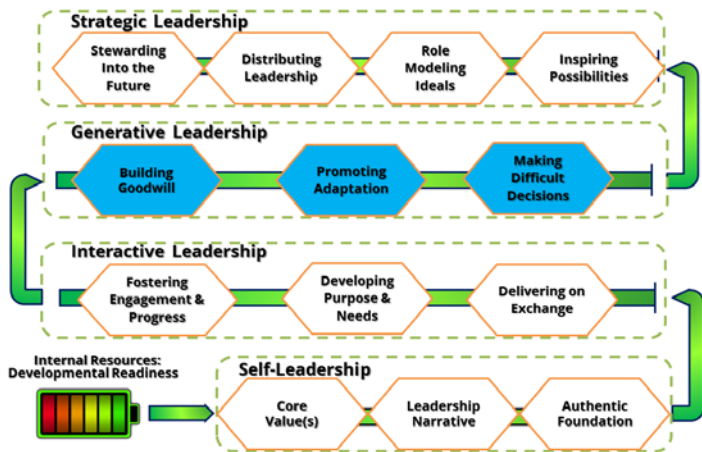 Strategic Leadership
Stewarding
Into the
Future
Distributing
Leadership
Role
Modeling
Ideals
Inspiring
Possibilities
Generative Leadership
Building
Goodwill
Promoting
Adaptation
Making
Difficult
Decisions
Interactive Leadership
Fostering
Engagement &
Progress
Developing
Purpose &
Needs
Delivering on
Exchange
Internal Resources:
Developmental Readiness
Self-Leadership
Core
Value(s)
Leadership
Narrative
Authentic
Foundation